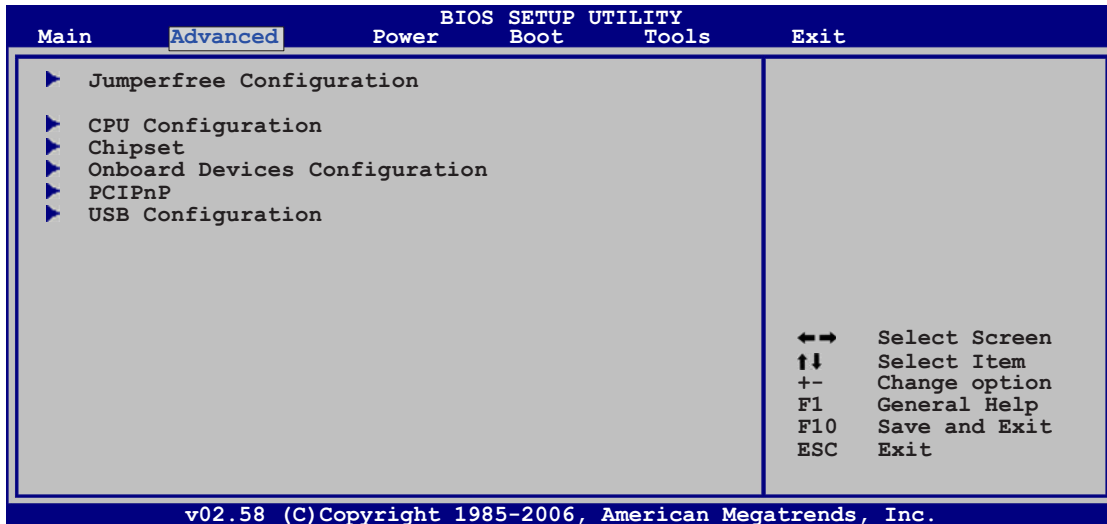 BIOS SETUP UTILITY
Main Advanced Power Boot Tools Exit
Jumperfree Configuration
CPU Configuration
Chipset
Onboard Devices Configuration
PCIPnP
USB Configuration
←→ Select Screen
↑↓ Select Item
+- Change option
F1 General Help
F10 Save and Exit
ESC Exit
v02.58 (C)Copyright 1985-2006, American Megatrends, Inc.